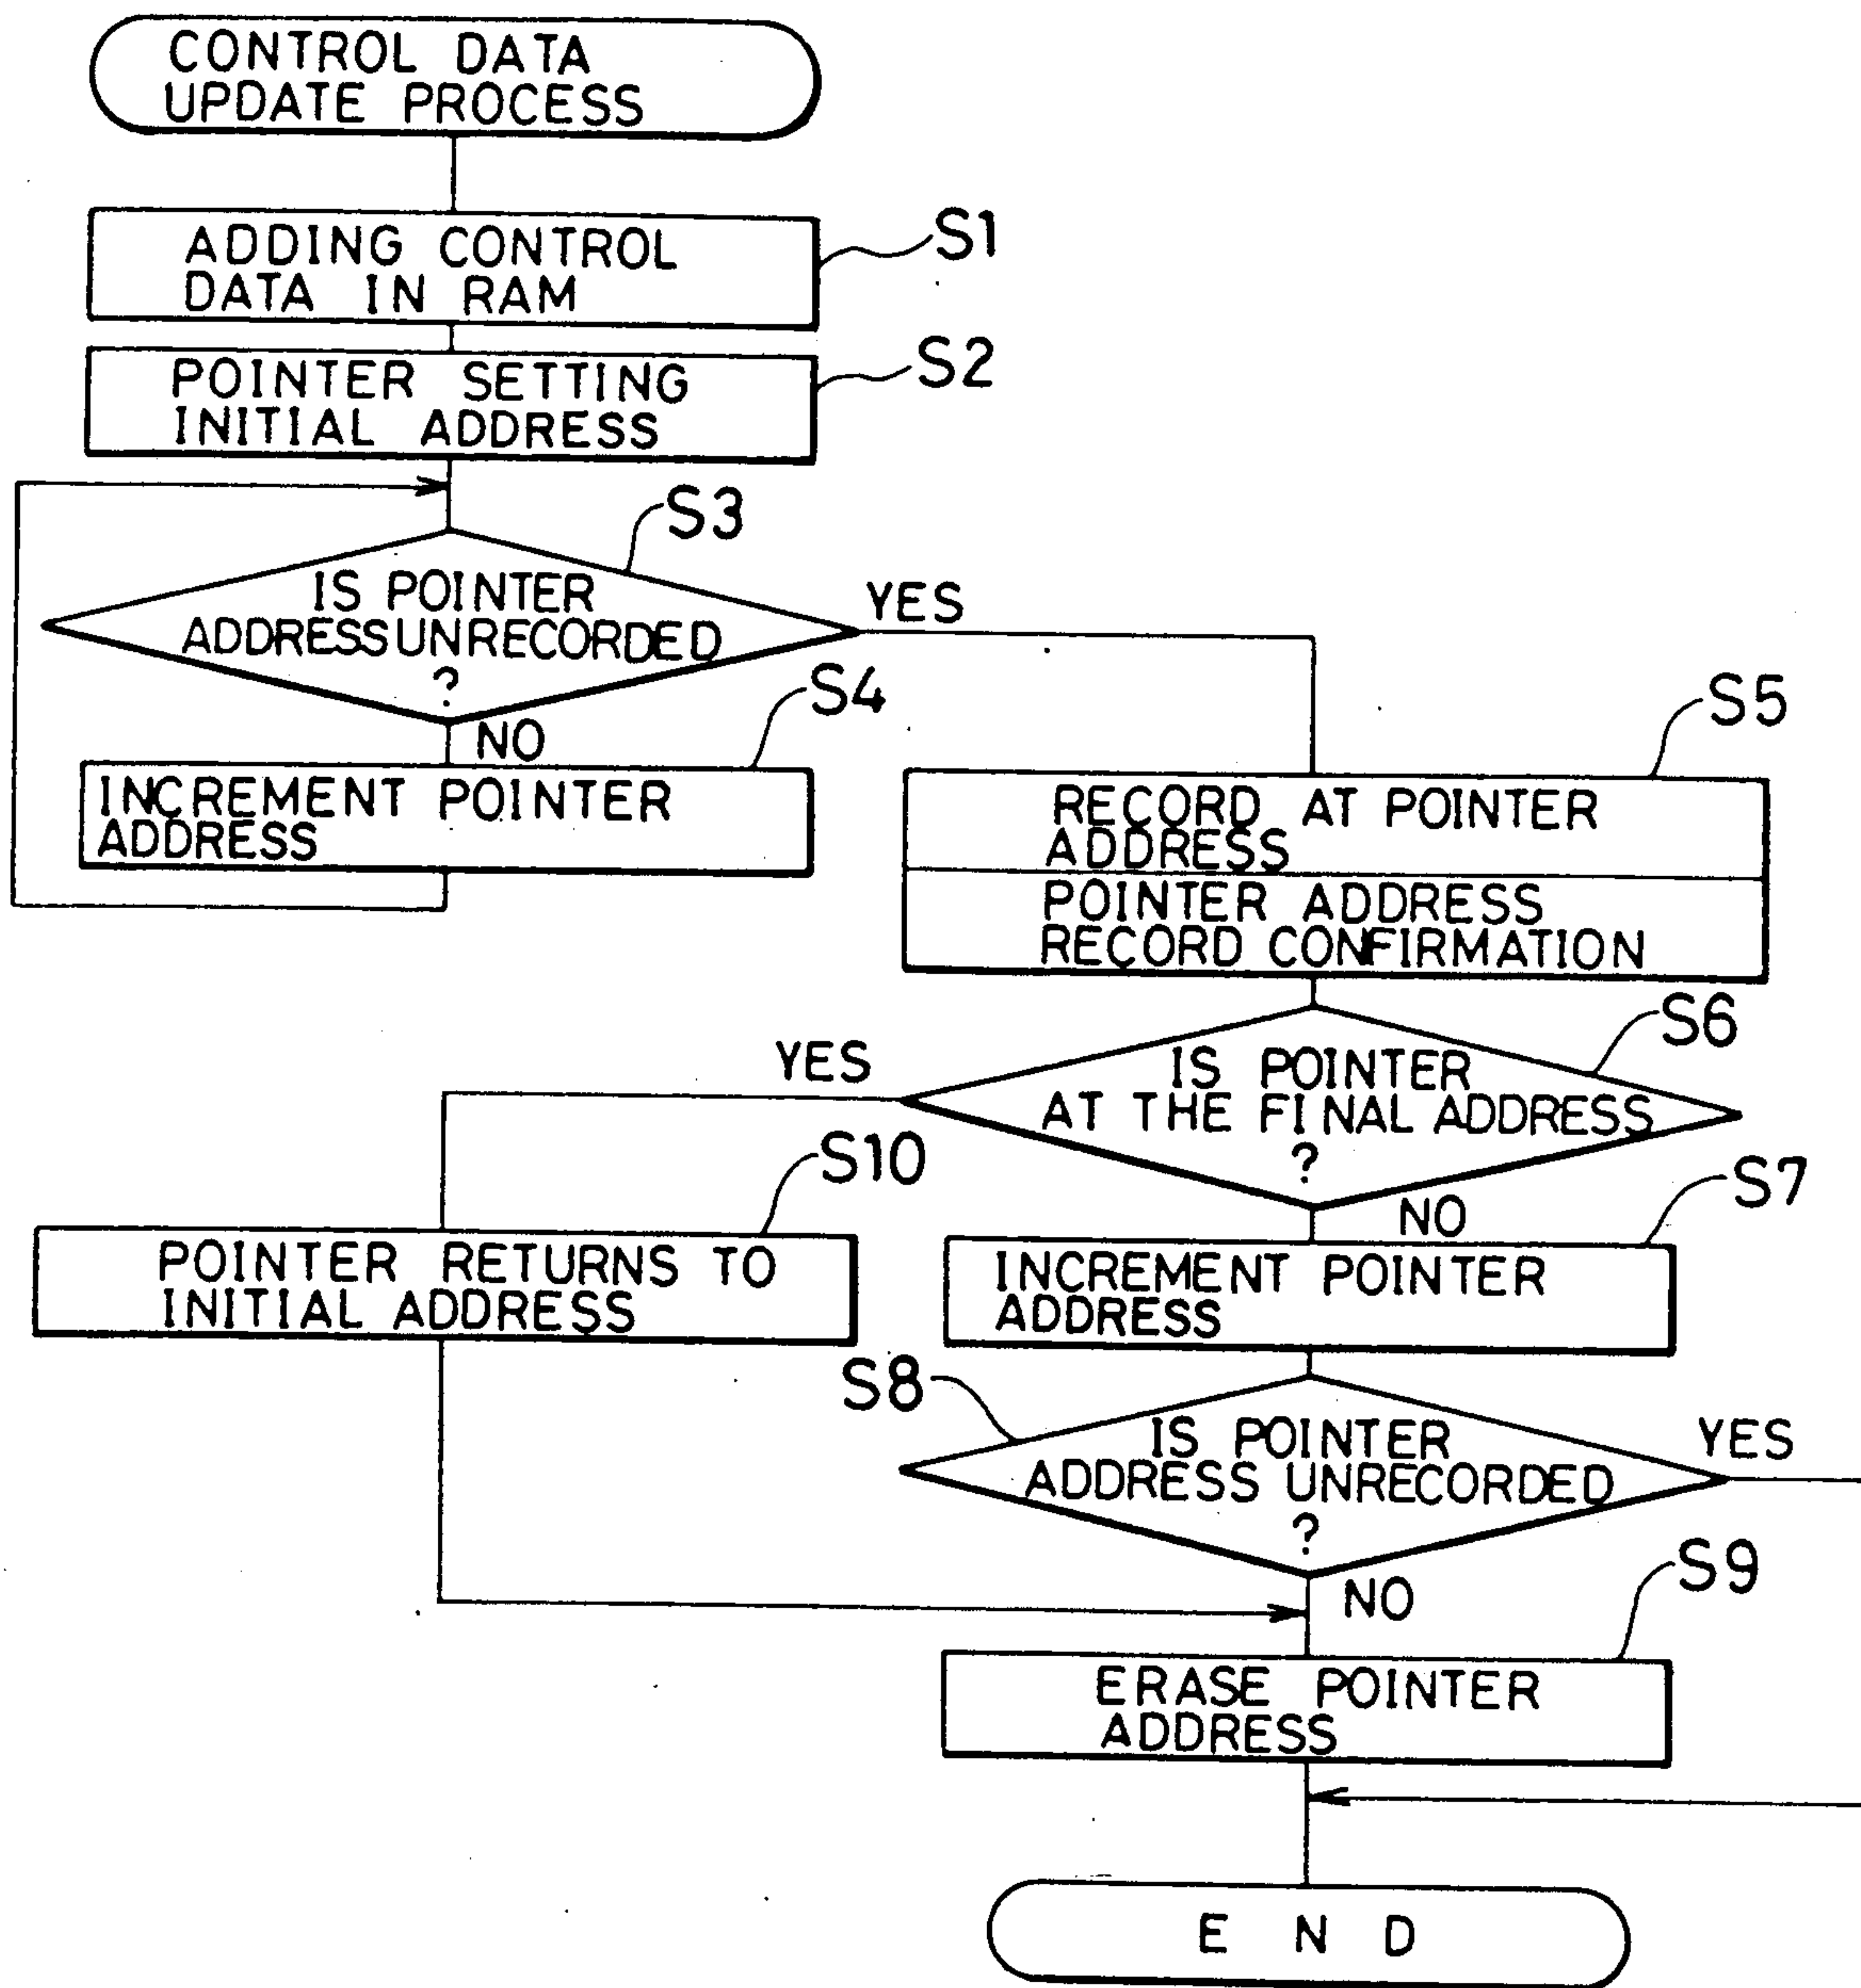 CONTROL DATA
UPDATE PROCESS
ADDING CONTROL
DATA IN RAM
S1
POINTER SETTING
INITIAL ADDRESS
S2
S3
IS POINTER
ADDRESS UNRECORDED
?
YES
NO
S4
INCREMENT POINTER
ADDRESS
S5
RECORD AT POINTER
ADDRESS
POINTER ADDRESS
RECORD CONFIRMATION
S6
IS POINTER
AT THE FINAL ADDRESS
?
YES
NO
S10
POINTER RETURNS TO
INITIAL ADDRESS
S7
INCREMENT POINTER
ADDRESS
S8
IS POINTER
ADDRESS UNRECORDED
?
YES
NO
S9
ERASE POINTER
ADDRESS
END